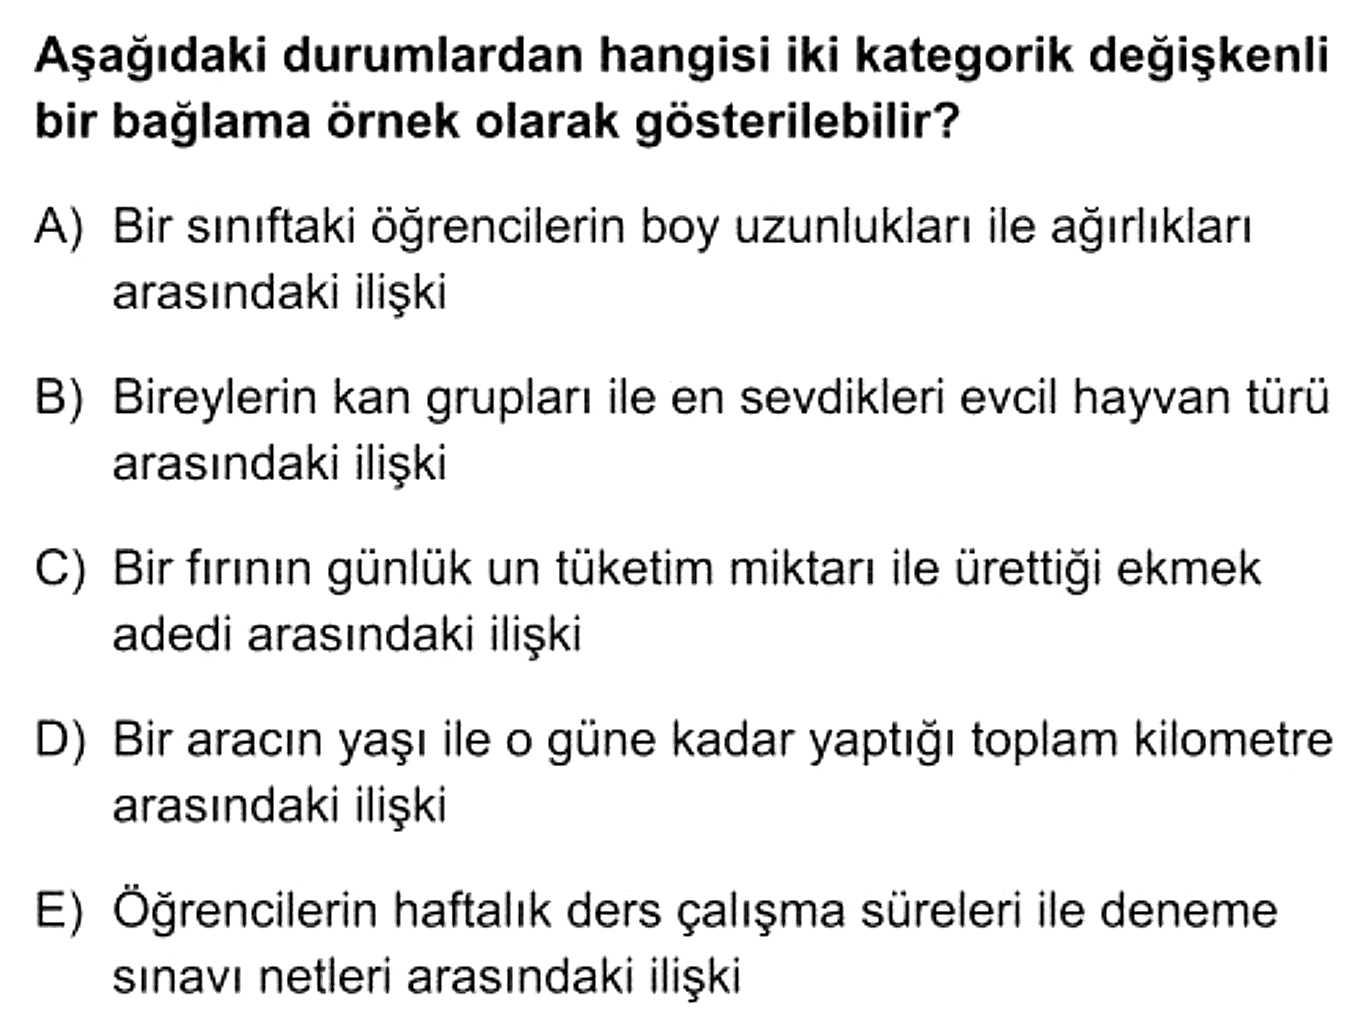 Aşağıdaki durumlardan hangisi iki kategorik değişkenli
bir bağlama örnek olarak gösterilebilir?
A) Bir sınıftaki öğrencilerin boy uzunlukları ile ağırlıkları
arasındaki ilişki
B) Bireylerin kan grupları ile en sevdikleri evcil hayvan türü
arasındaki ilişki
C) Bir fırının günlük un tüketim miktarı ile ürettiği ekmek
adedi arasındaki ilişki
D) Bir aracın yaşı ile o güne kadar yaptığı toplam kilometre
arasındaki ilişki
E) Öğrencilerin haftalık ders çalışma süreleri ile deneme
sınavı netleri arasındaki ilişki